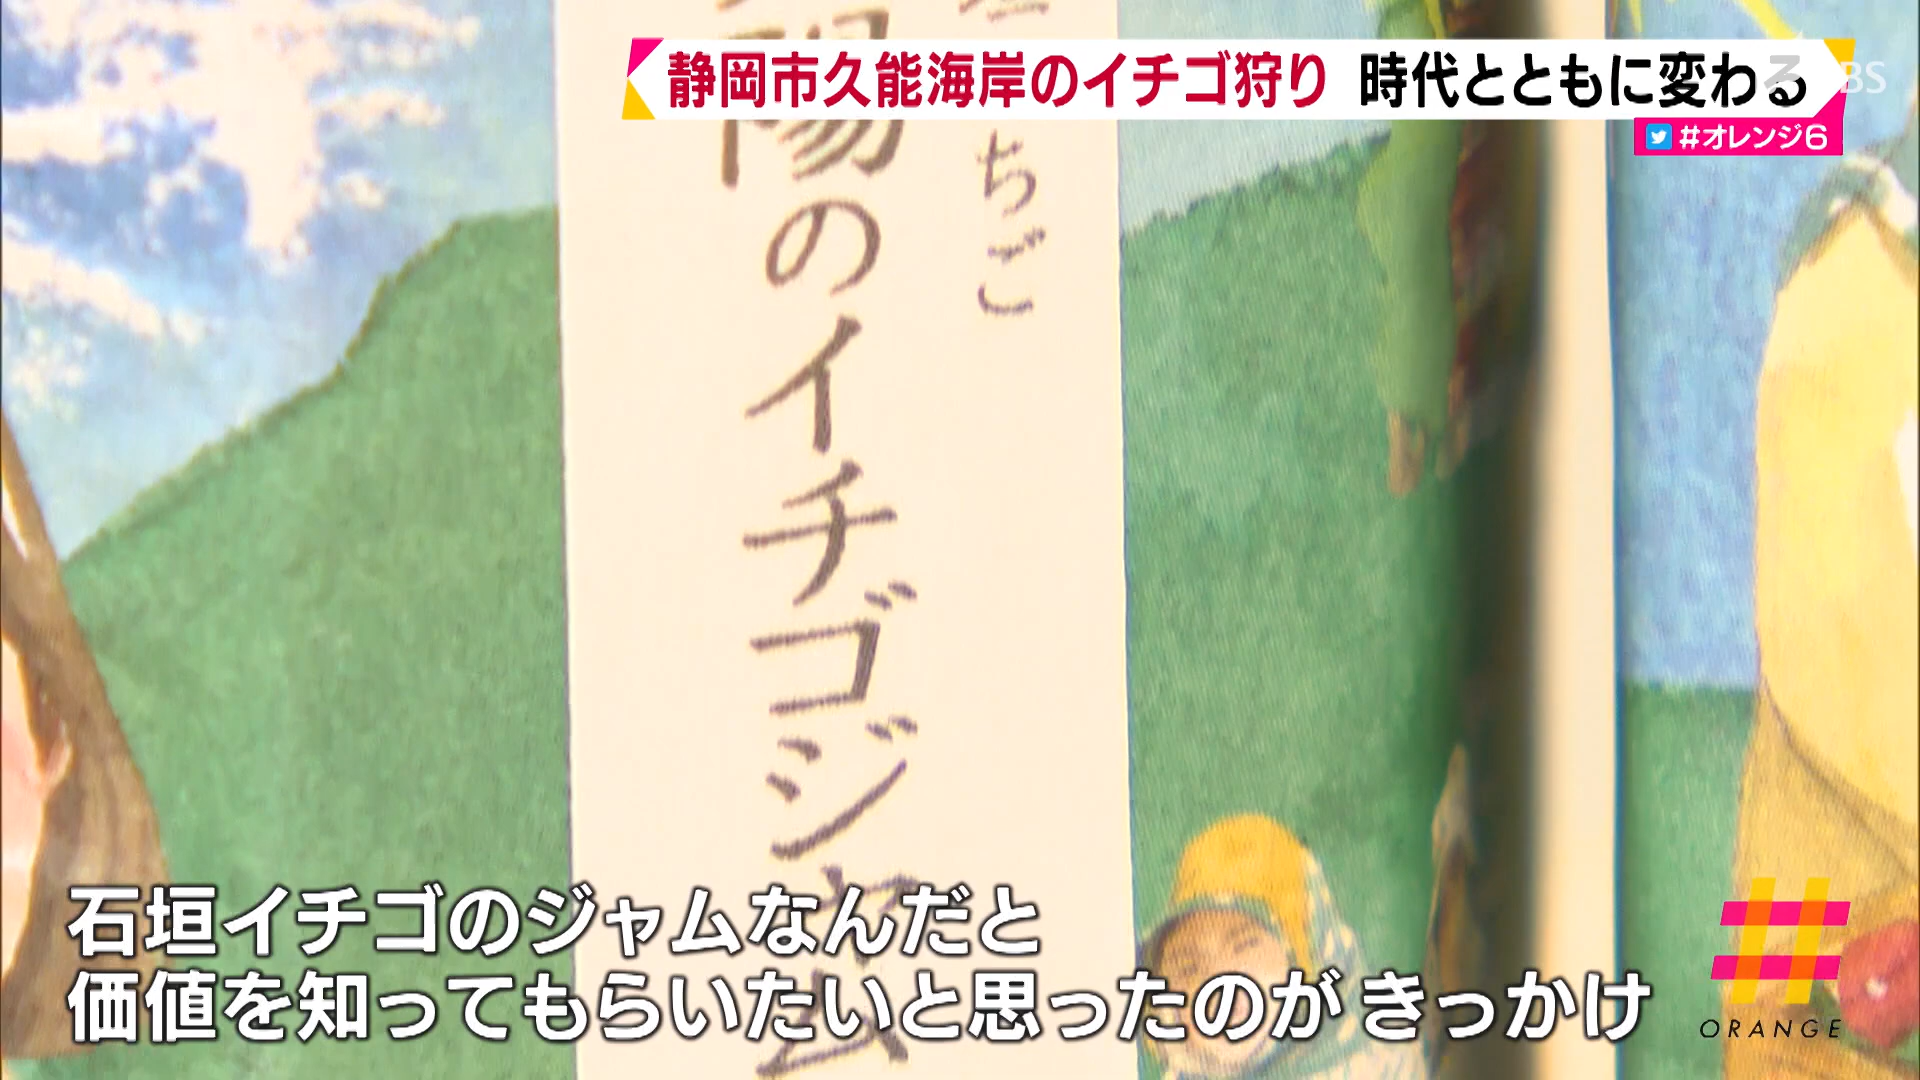 静岡市久能海岸のイチゴ狩り 時代とともに変わる
#オレンジ6
ちご
陽のイチゴジャム
石垣イチゴのジャムなんだと
価値を知ってもらいたいと思ったのが きっかけ
ORANGE